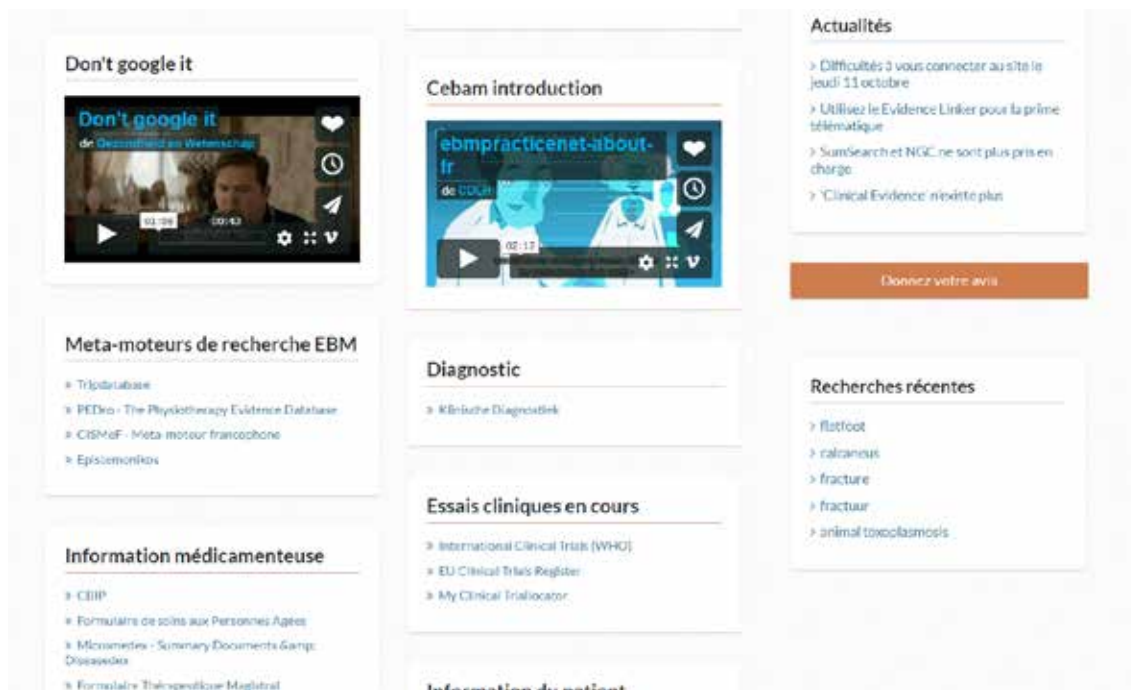 Don't google it
Don't google it
de Gezondheid en Wetenschap
01:06
00:43
Meta-moteurs de recherche EBM
» Tripdatabase
» PEDro - The Physiotherapy Evidence Database
» CISMeF - Meta-moteur francophone
» Epistemonikos
Information médicamenteuse
» CBIP
» Formulaire de soins aux Personnes Agées
» Micromedex - Summary Documents &amp;
Diseasedex
» Formulaire Thérapeutique Magistral
Cebam introduction
ebmpracticenet-about-
fr
de CDLH
02:12
Diagnostic
» Klinische Diagnostiek
Essais cliniques en cours
» International Clinical Trials (WHO)
» EU Clinical Trials Register
» My Clinical Triallocator
Information du patient
Actualités
> Difficultés à vous connecter au site le
jeudi 11 octobre
> Utilisez le Evidence Linker pour la prime
télématique
> SumSearch et NGC ne sont plus pris en
charge
> 'Clinical Evidence' n'existe plus
Donnez votre avis
Recherches récentes
> flatfoot
> calcaneus
> fracture
> fractuur
> animal toxoplasmosis